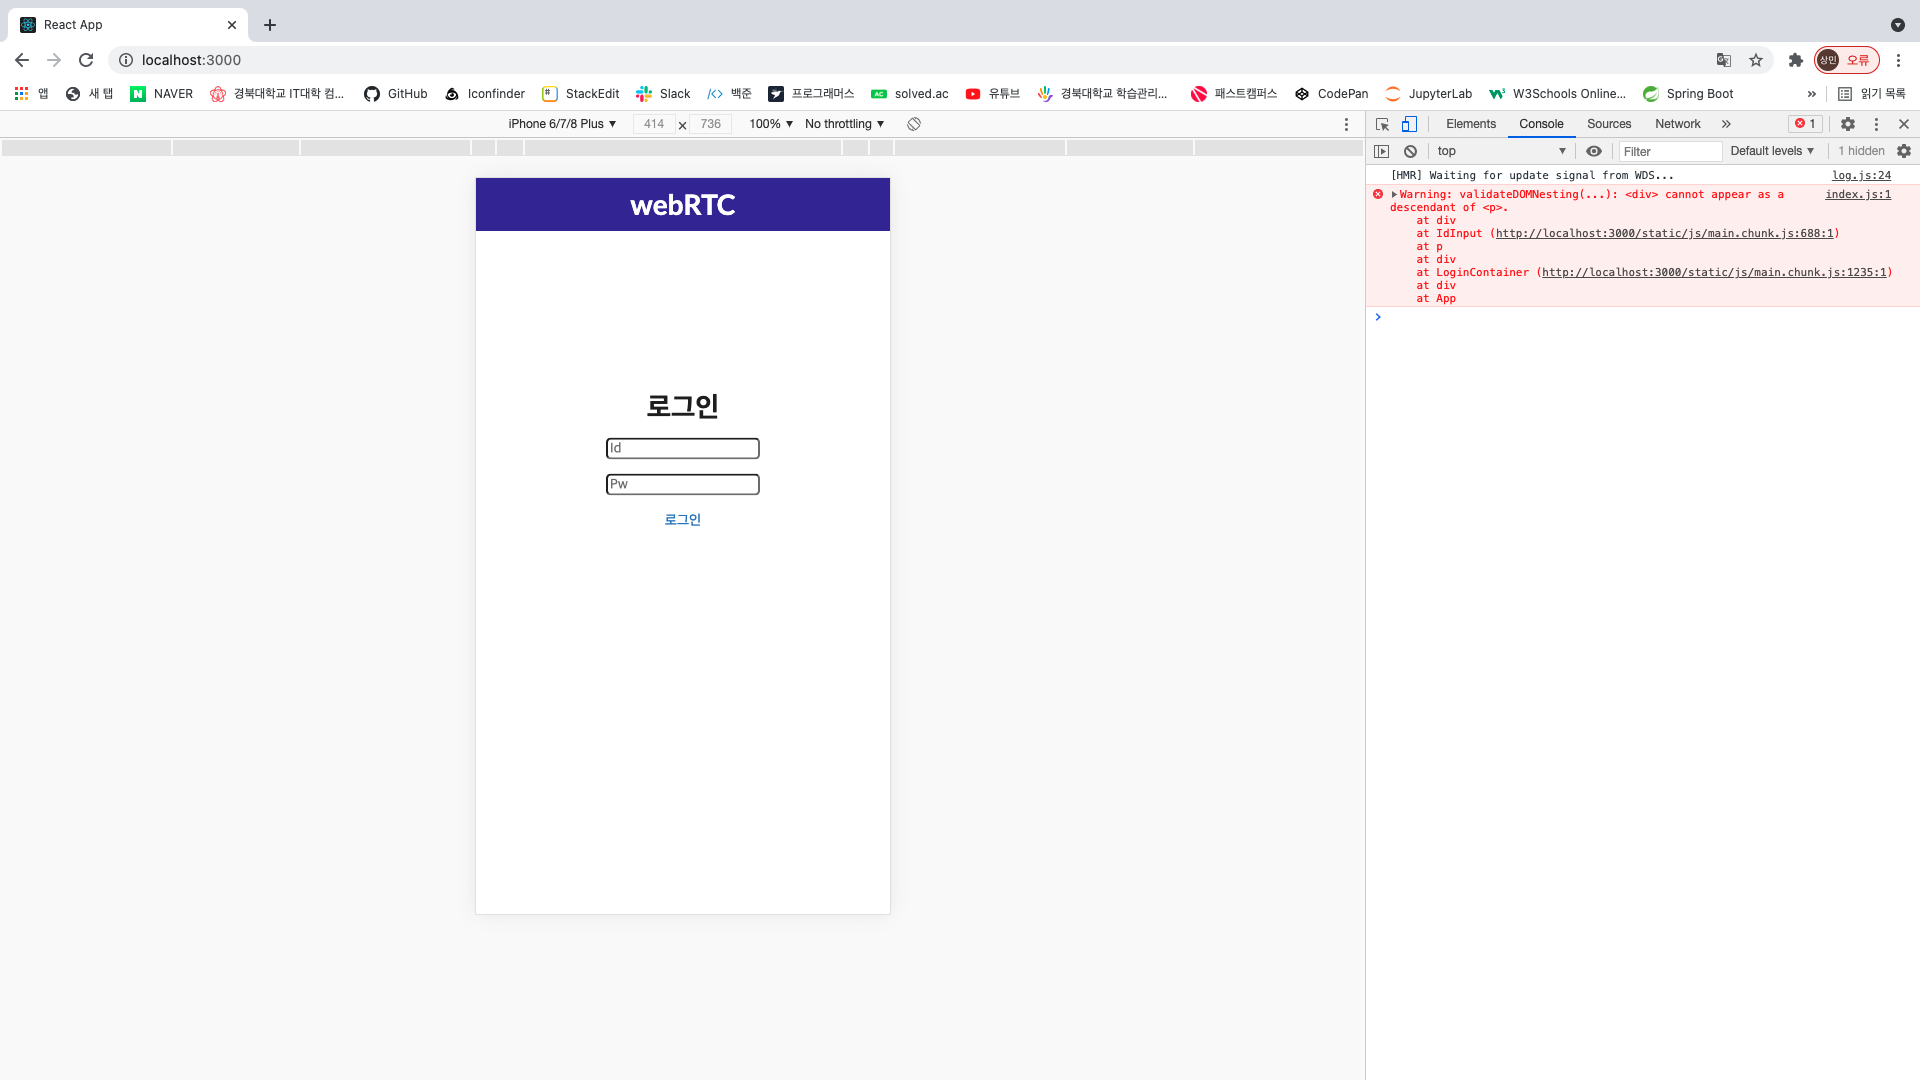 React App
localhost:3000
오류
상민
앱
새 탭
NAVER
경북대학교 IT대학 컴...
GitHub
Iconfinder
StackEdit
Slack
백준
프로그래머스
solved.ac
유튜브
경북대학교 학습관리...
패스트캠퍼스
CodePan
JupyterLab
W3Schools Online...
Spring Boot
»
읽기 목록
iPhone 6/7/8 Plus ▼ 414 × 736 100% ▼ No throttling ▼
Elements Console Sources Network » 1
top ▼ Filter Default levels ▼ 1 hidden
[HMR] Waiting for update signal from WDS... log.js:24
Warning: validateDOMNesting(...): <div> cannot appear as a index.js:1
descendant of <p>.
at div
at IdInput (http://localhost:3000/static/js/main.chunk.js:688:1)
at p
at div
at LoginContainer (http://localhost:3000/static/js/main.chunk.js:1235:1)
at div
at App
webRTC
로그인
Id
Pw
로그인